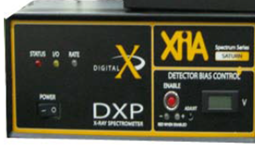 STATUS I/O RATE
DIGITAL X
XIA
Spectrum Series
SATURN
DETECTOR BIAS CONTROL
ENABLE
V
ADJUST
POWER
DXP
X-RAY SPECTROMETER